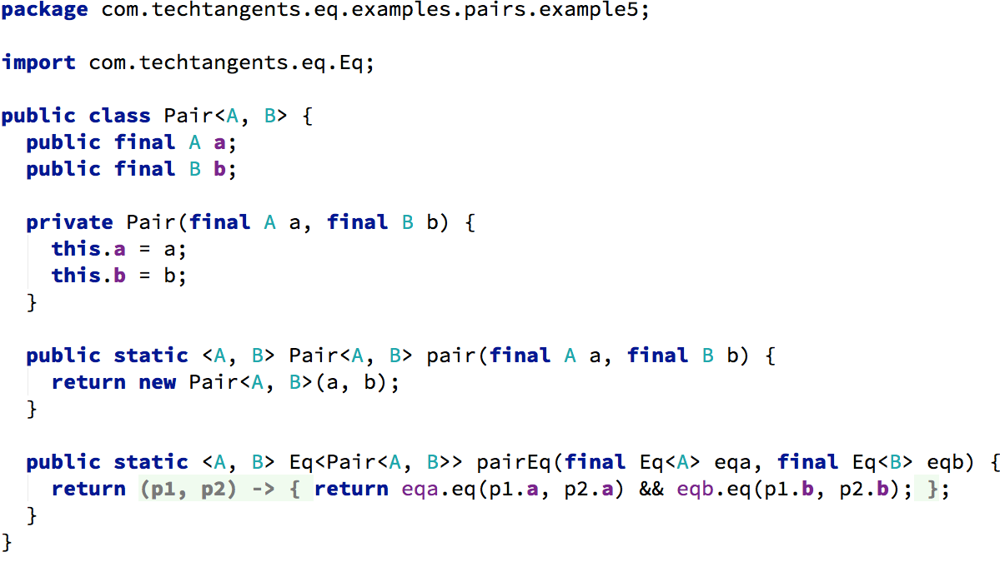 package com.techtangents.eq.examples.pairs.example5;

import com.techtangents.eq.Eq;

public class Pair<A, B> {
  public final A a;
  public final B b;

  private Pair(final A a, final B b) {
    this.a = a;
    this.b = b;
  }

  public static <A, B> Pair<A, B> pair(final A a, final B b) {
    return new Pair<A, B>(a, b);
  }

  public static <A, B> Eq<Pair<A, B>> pairEq(final Eq<A> eqa, final Eq<B> eqb) {
    return (p1, p2) -> { return eqa.eq(p1.a, p2.a) && eqb.eq(p1.b, p2.b); };
  }
}